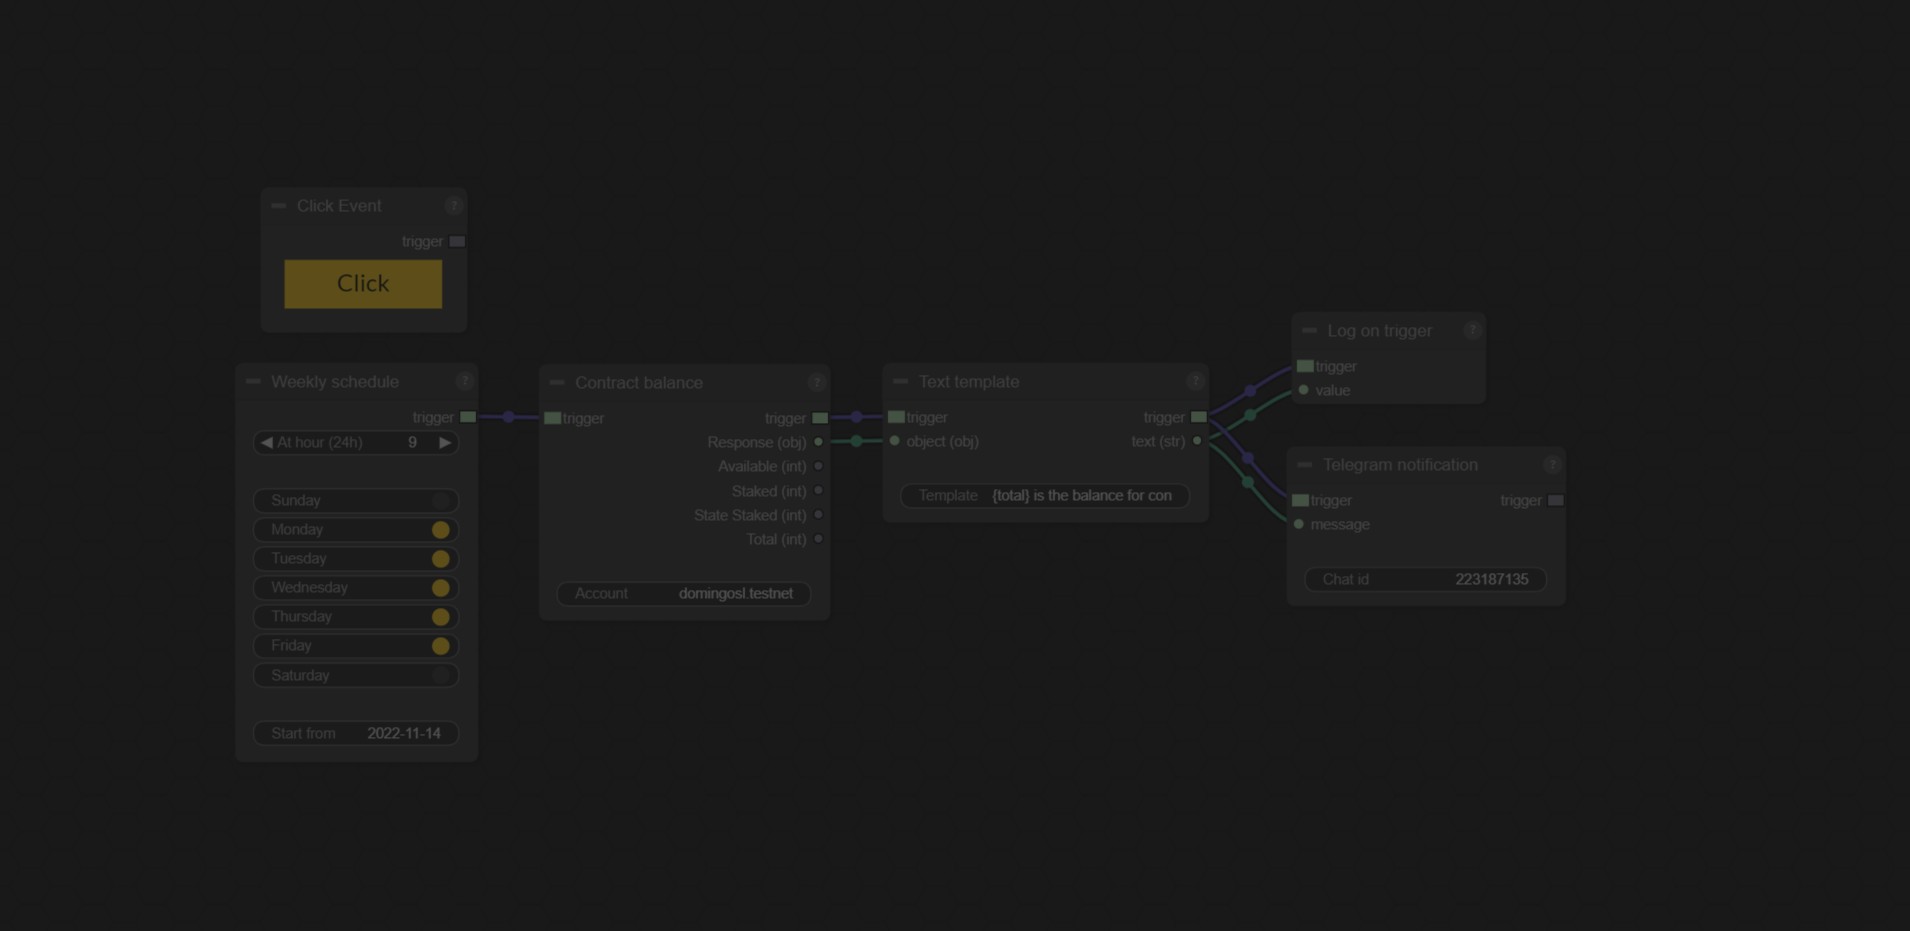 Click Event ?
trigger
Click
Weekly schedule ?
trigger
At hour (24h) 9
Sunday
Monday
Tuesday
Wednesday
Thursday
Friday
Saturday
Start from 2022-11-14
Contract balance ?
trigger trigger
Response (obj)
Available (int)
Staked (int)
State Staked (int)
Total (int)
Account domingosl.testnet
Text template ?
trigger trigger
object (obj) text (str)
Template {total} is the balance for con
Log on trigger ?
trigger
value
Telegram notification ?
trigger trigger
message
Chat id 223187135